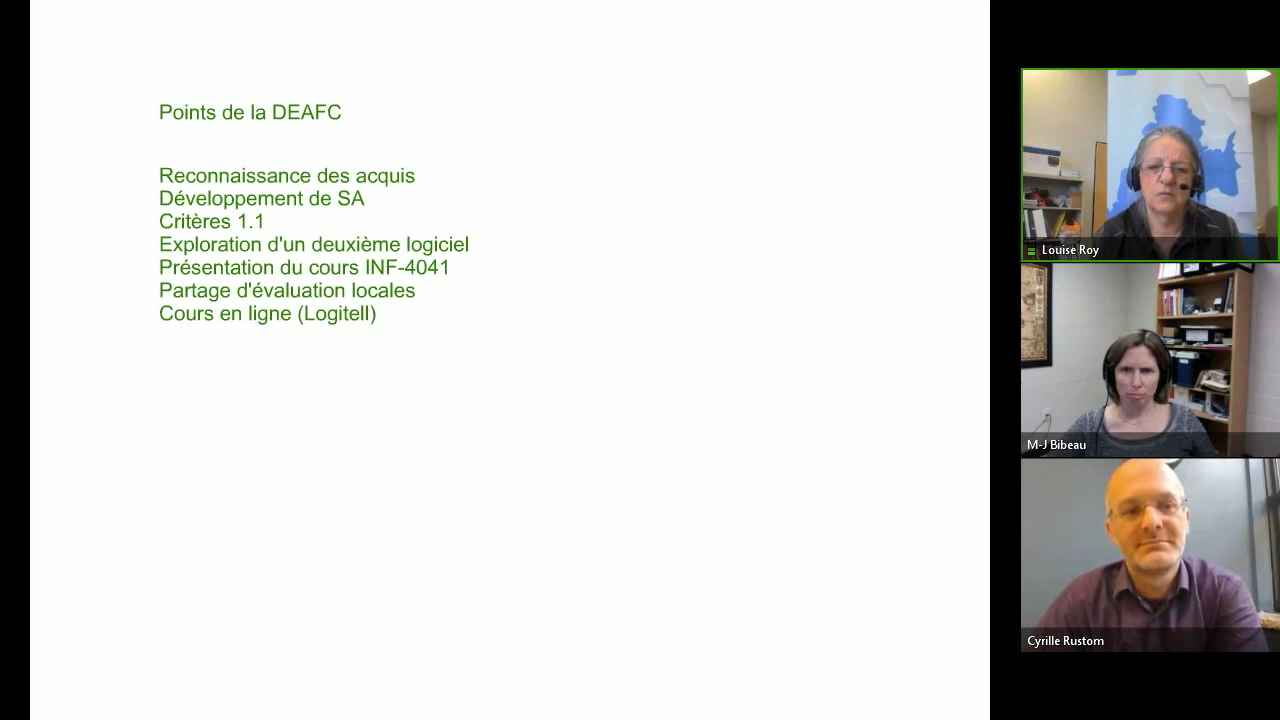 Points de la DEAFC
Reconnaissance des acquis
Développement de SA
Critères 1.1
Exploration d'un deuxième logiciel
Présentation du cours INF-4041
Partage d'évaluation locales
Cours en ligne (Logitell)
Louise Roy
M-J Bibeau
Cyrille Rustom